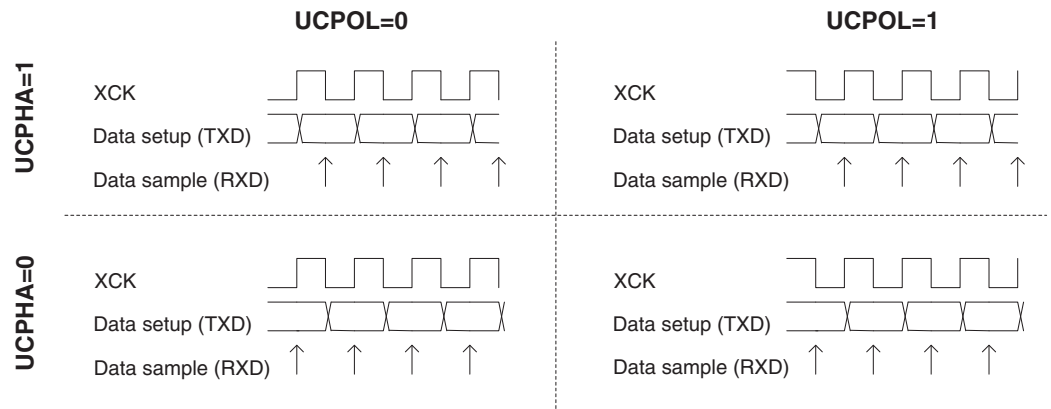 UCPOL=0
UCPOL=1
UCPHA=1
XCK
Data setup (TXD)
Data sample (RXD)
XCK
Data setup (TXD)
Data sample (RXD)
UCPHA=0
XCK
Data setup (TXD)
Data sample (RXD)
XCK
Data setup (TXD)
Data sample (RXD)